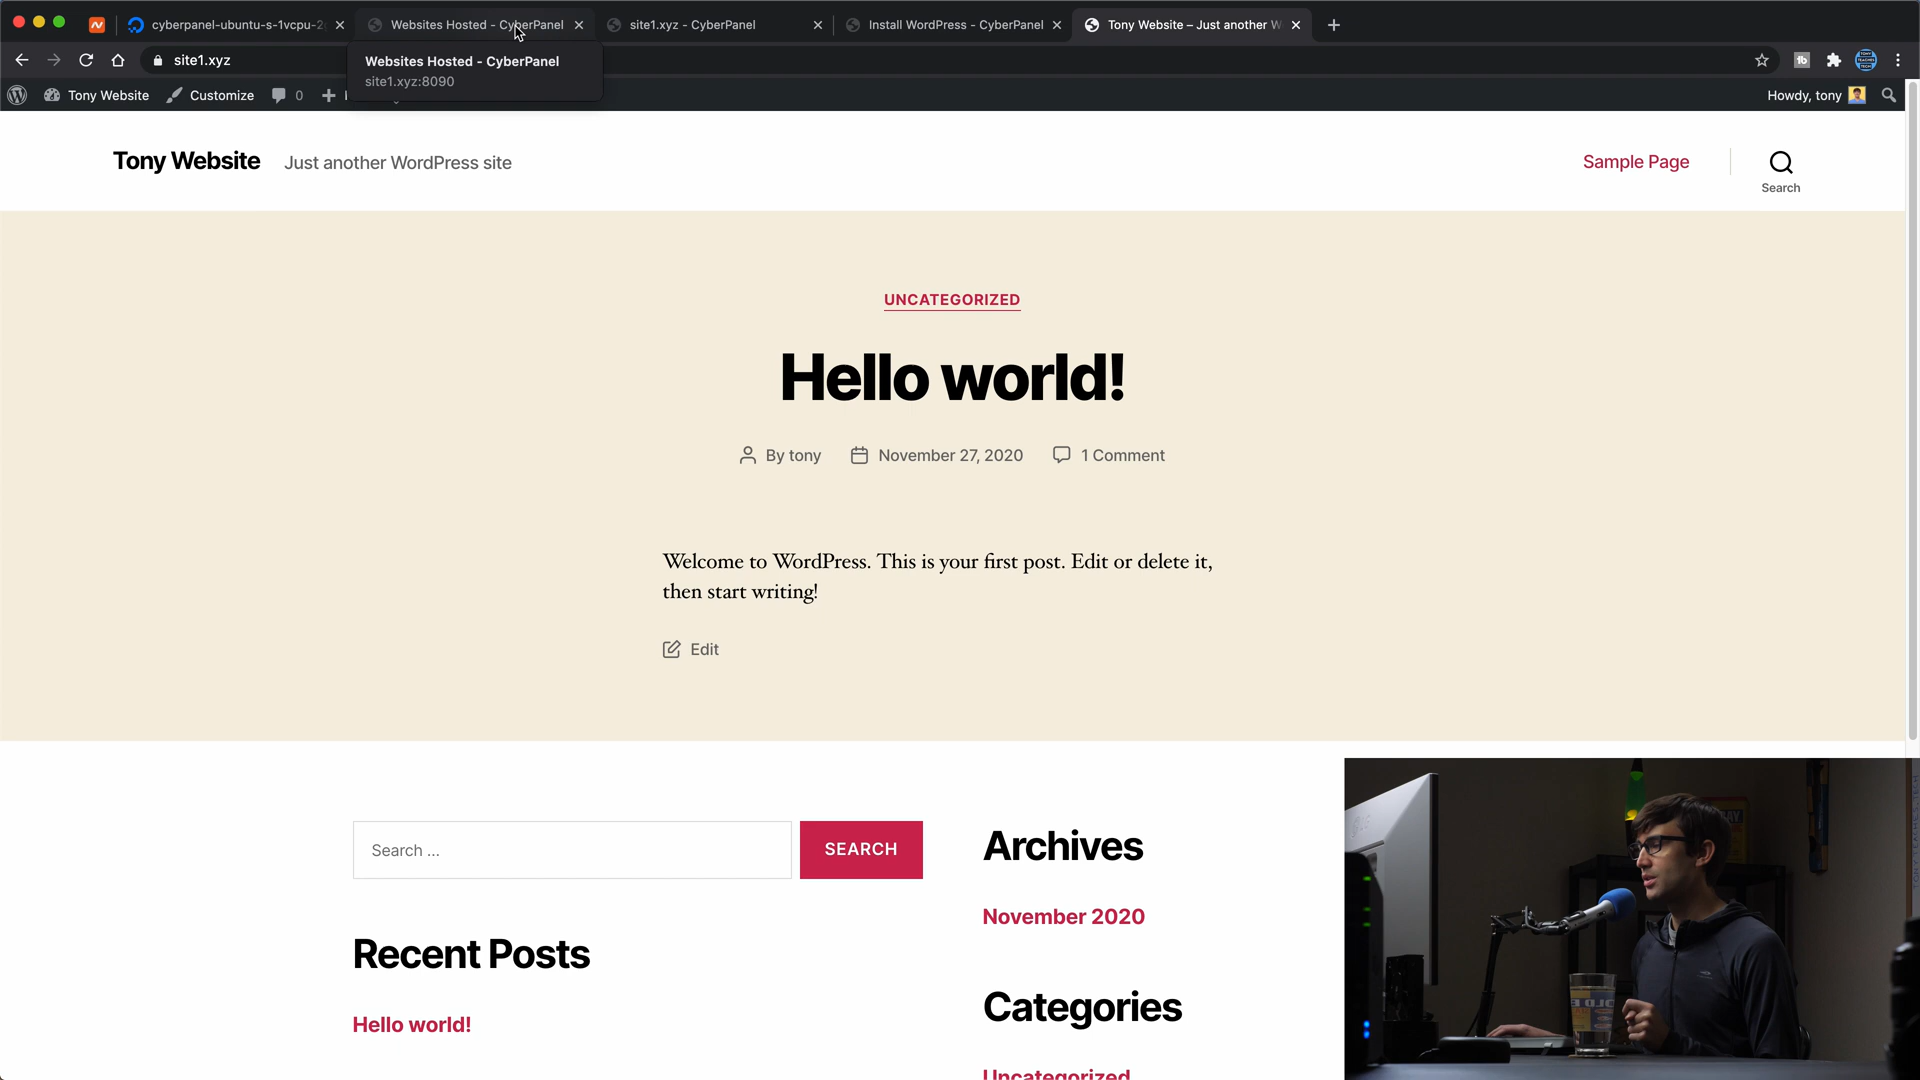 cyberpanel-ubuntu-s-1vcpu-2
Websites Hosted - CyberPanel
site1.xyz - CyberPanel
Install WordPress - CyberPanel
Tony Website – Just another W
site1.xyz
Websites Hosted - CyberPanel
site1.xyz:8090
Tony Website
Customize
0
Howdy, tony
Tony Website
Just another WordPress site
Sample Page
Search
UNCATEGORIZED
Hello world!
By tony
November 27, 2020
1 Comment
Welcome to WordPress. This is your first post. Edit or delete it,
then start writing!
Edit
Search ...
SEARCH
Archives
November 2020
Recent Posts
Categories
Hello world!
Uncategorized